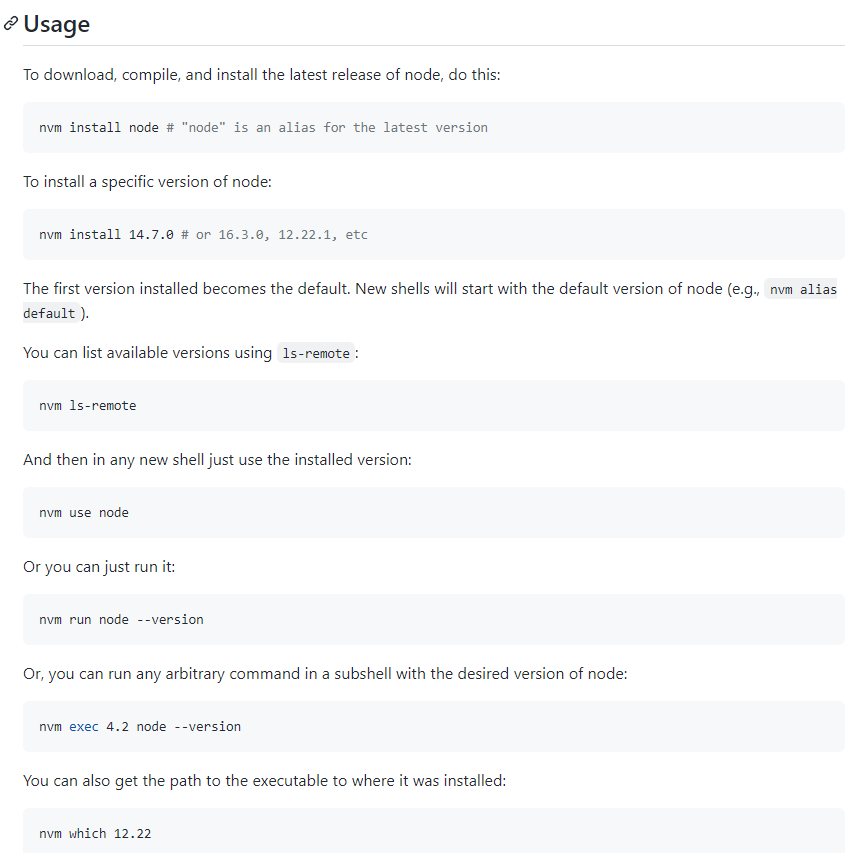 Usage
To download, compile, and install the latest release of node, do this:
nvm install node # "node" is an alias for the latest version
To install a specific version of node:
nvm install 14.7.0 # or 16.3.0, 12.22.1, etc
The first version installed becomes the default. New shells will start with the default version of node (e.g., nvm alias
default ).
You can list available versions using ls-remote :
nvm ls-remote
And then in any new shell just use the installed version:
nvm use node
Or you can just run it:
nvm run node --version
Or, you can run any arbitrary command in a subshell with the desired version of node:
nvm exec 4.2 node --version
You can also get the path to the executable to where it was installed:
nvm which 12.22